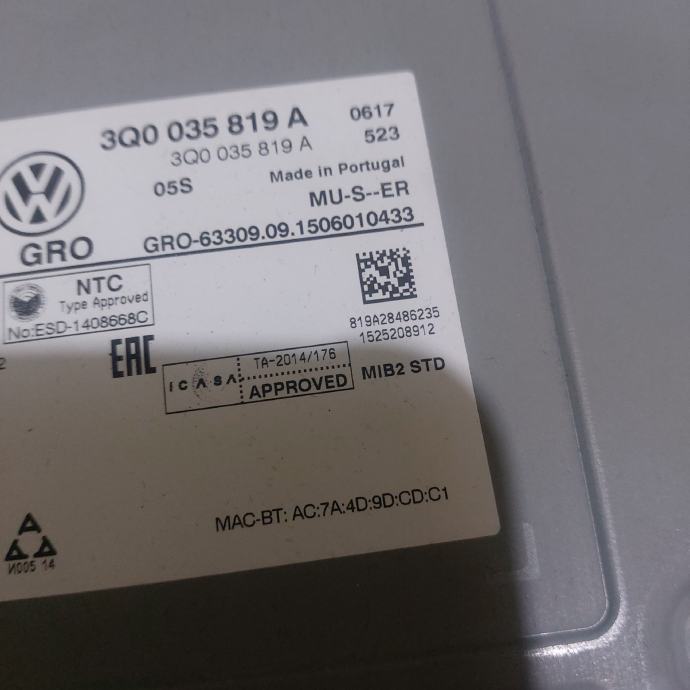 3Q0 035 819 A
0617
3Q0 035 819 A
523
05S
Made in Portugal
MU-S--ER
GRO
GRO-63309.09.1506010433
NTC
Type Approved
No:ESD-1408668C
2
EAC
819A28486235
1525208912
ICASA
TA-2014/176
APPROVED
MIB2 STD
MAC-BT: AC:7A:4D:9D:CD:C1
И005 14